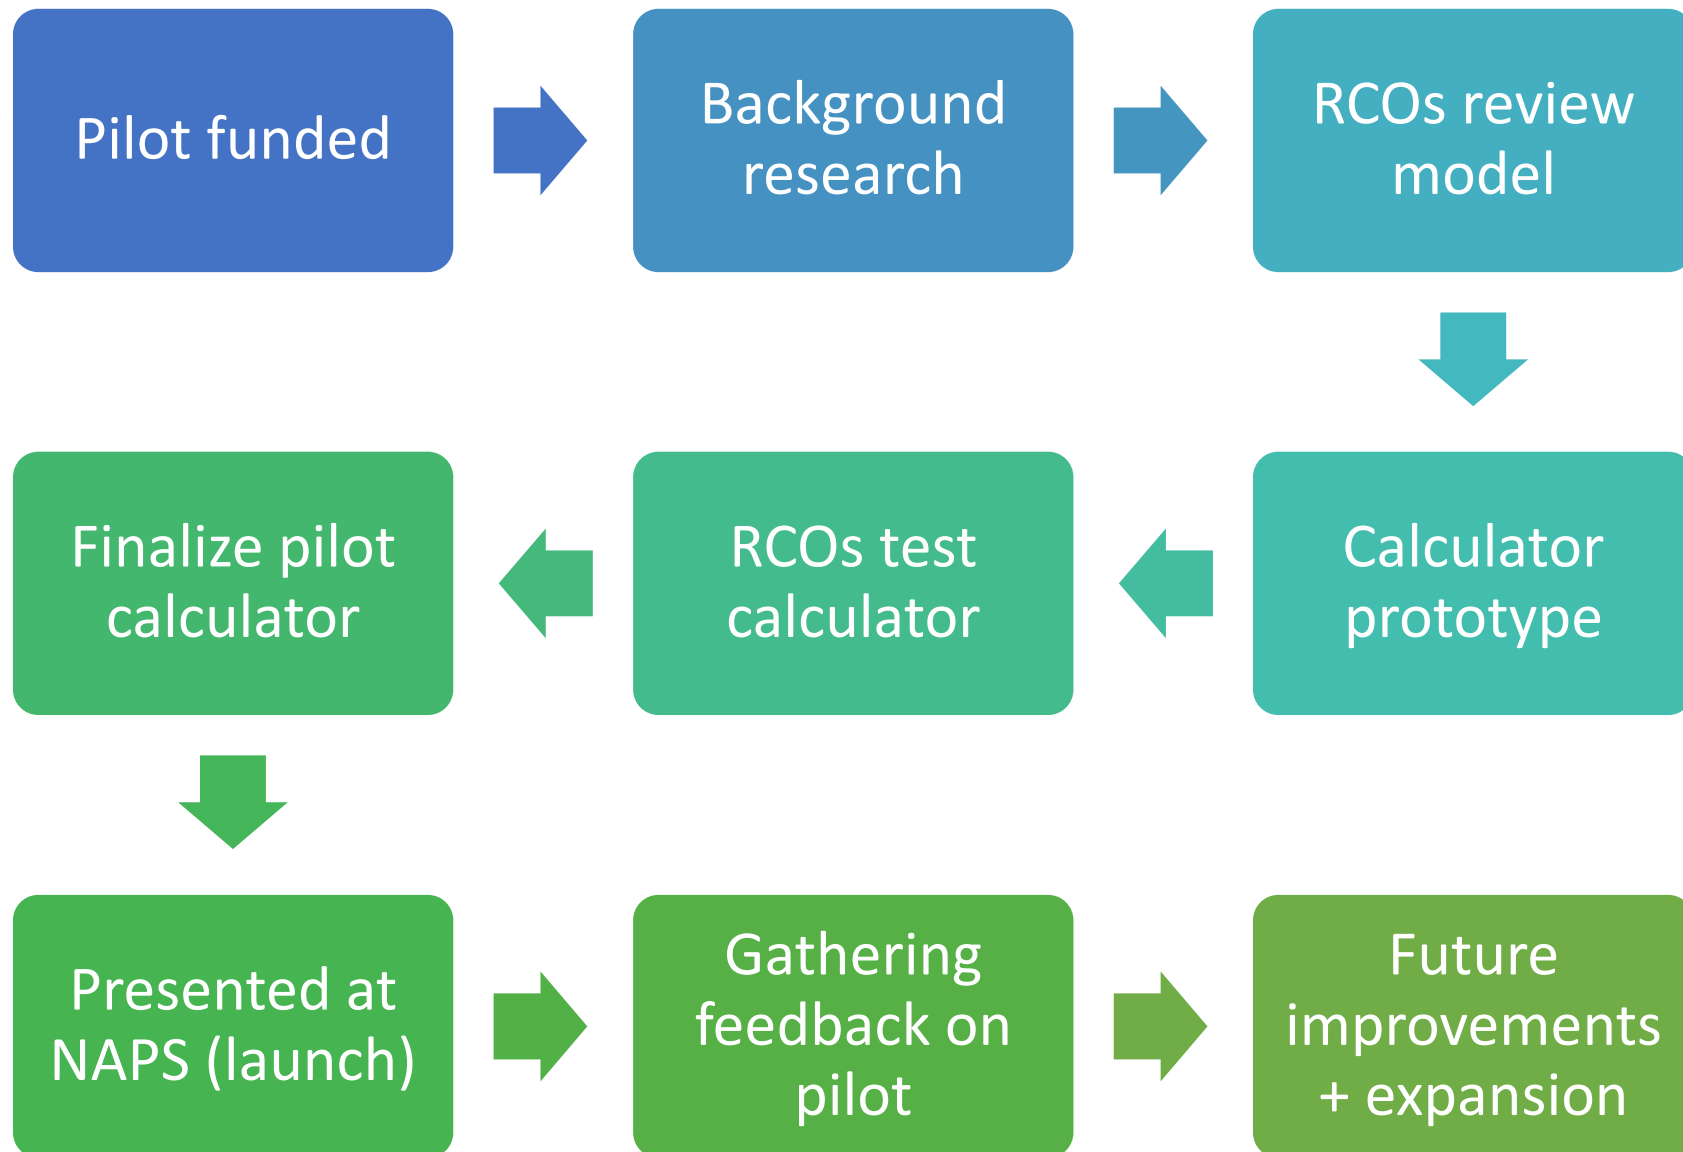 Pilot funded
Background
research
RCOs review
model
Calculator
prototype
RCOs test
calculator
Finalize pilot
calculator
Presented at
NAPS (launch)
Gathering
feedback on
pilot
Future
improvements
+ expansion